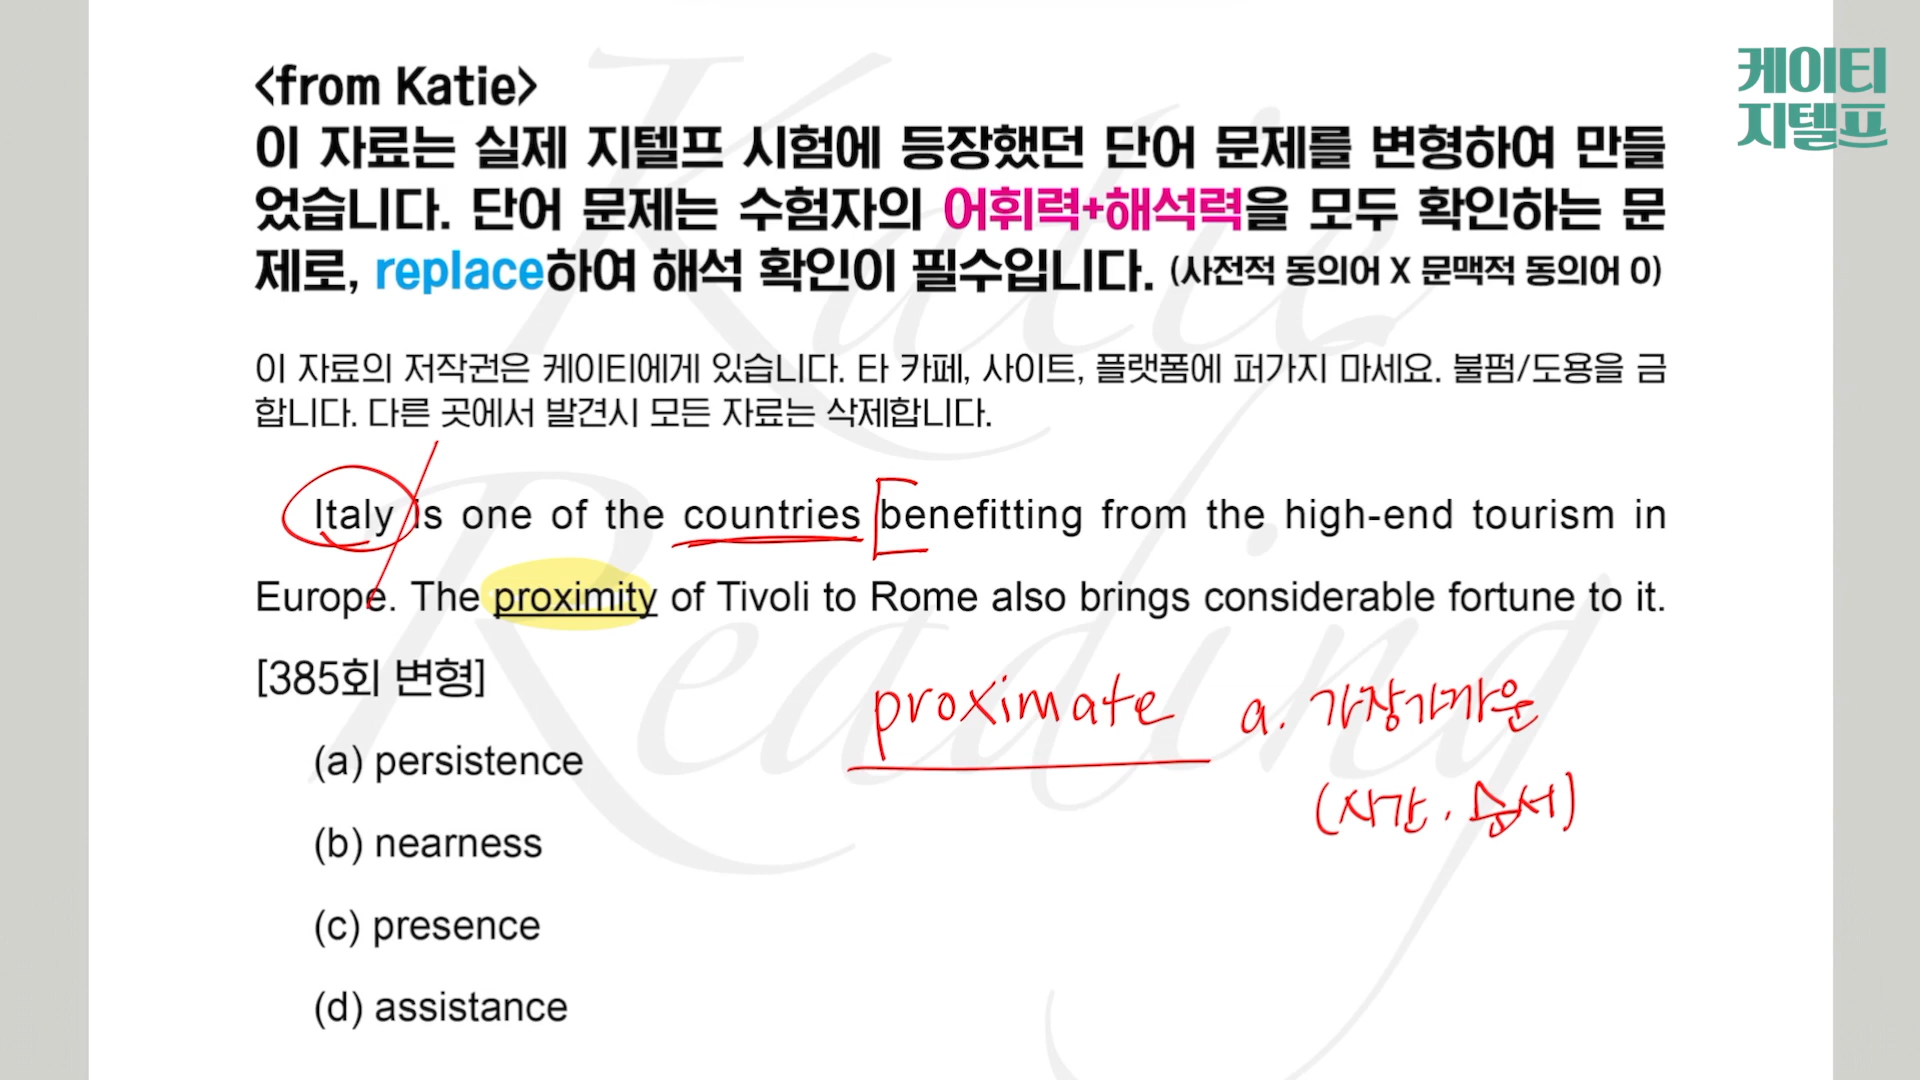 <from Katie>
케이티
지텔프
이 자료는 실제 지텔프 시험에 등장했던 단어 문제를 변형하여 만들
었습니다. 단어 문제는 수험자의 어휘력+해석력을 모두 확인하는 문
제로, replace하여 해석 확인이 필수입니다. (사전적 동의어 X 문맥적 동의어 O)
이 자료의 저작권은 케이티에게 있습니다. 타 카페, 사이트, 플랫폼에 퍼가지 마세요. 불펌/도용을 금
합니다. 다른 곳에서 발견시 모든 자료는 삭제합니다.
Italy is one of the countries benefitting from the high-end tourism in
Europe. The proximity of Tivoli to Rome also brings considerable fortune to it.
[385회 변형]
proximate a. 가장가까운
(시간, 순서)
(a) persistence
(b) nearness
(c) presence
(d) assistance
Katie
Reading